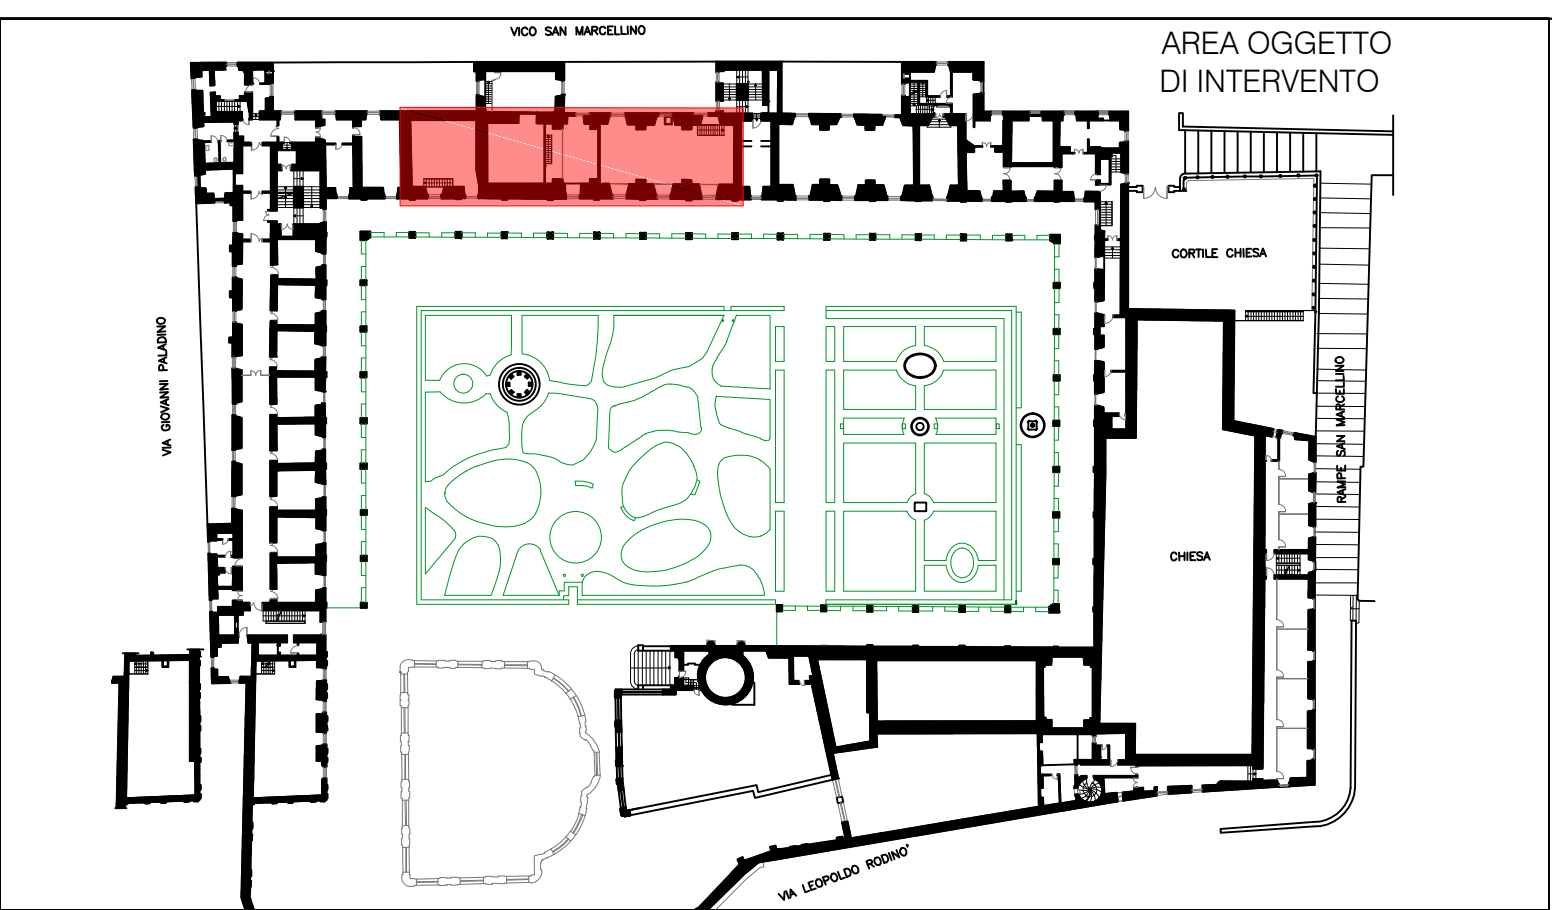 VICO SAN MARCELLINO
AREA OGGETTO
DI INTERVENTO
CORTILE CHIESA
VIA GIOVANNI PALADINO
RAMPE SAN MARCELLINO
CHIESA
VIA LEOPOLDO RODINO'